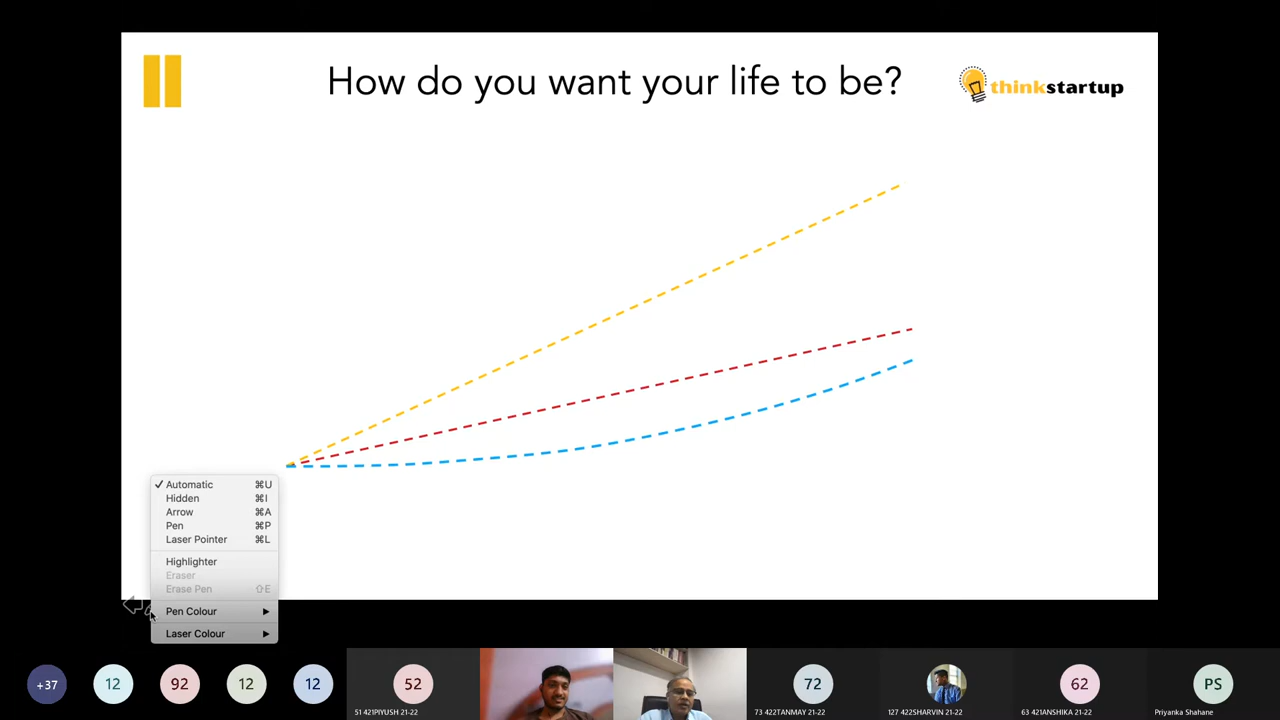 How do you want your life to be?
thinkstartup
✓ Automatic ⌘U
Hidden ⌘I
Arrow ⌘A
Pen ⌘P
Laser Pointer ⌘L
Highlighter
Eraser
Erase Pen ⇧E
Pen Colour ▶
Laser Colour ▶
+37 12 92 12 12 52 72 62 PS
51 421PIYUSH 21-22
73 422TANMAY 21-22
127 422SHARVIN 21-22
63 421ANSHIKA 21-22
Priyanka Shahane